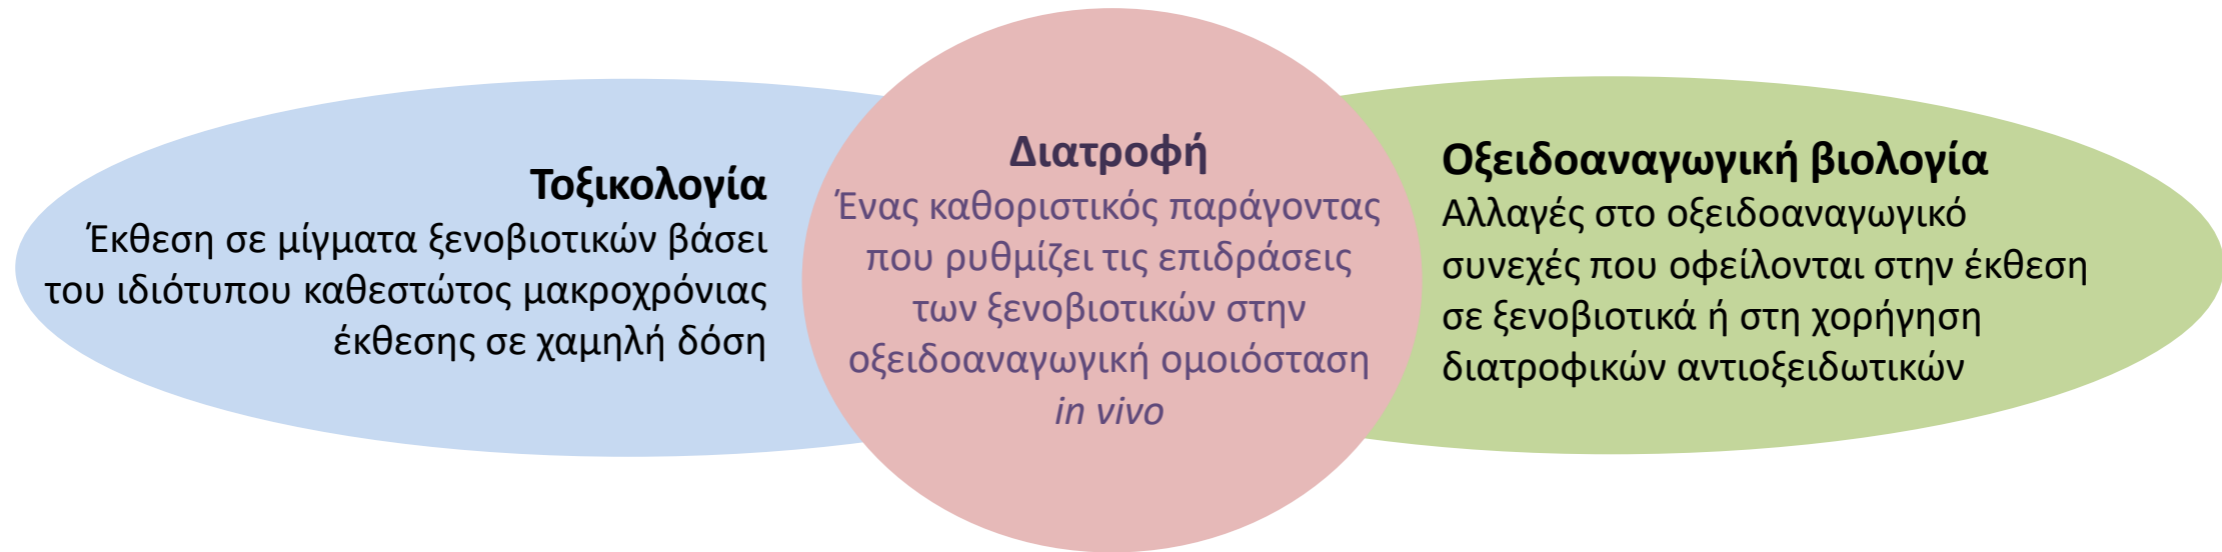 Τοξικολογία
Έκθεση σε μίγματα ξενοβιοτικών βάσει
του ιδιότυπου καθεστώτος μακροχρόνιας
έκθεσης σε χαμηλή δόση
Διατροφή
Ένας καθοριστικός παράγοντας
που ρυθμίζει τις επιδράσεις
των ξενοβιοτικών στην
οξειδοαναγωγική ομοιόσταση
in vivo
Οξειδοαναγωγική βιολογία
Αλλαγές στο οξειδοαναγωγικό
συνεχές που οφείλονται στην έκθεση
σε ξενοβιοτικά ή στη χορήγηση
διατροφικών αντιοξειδωτικών